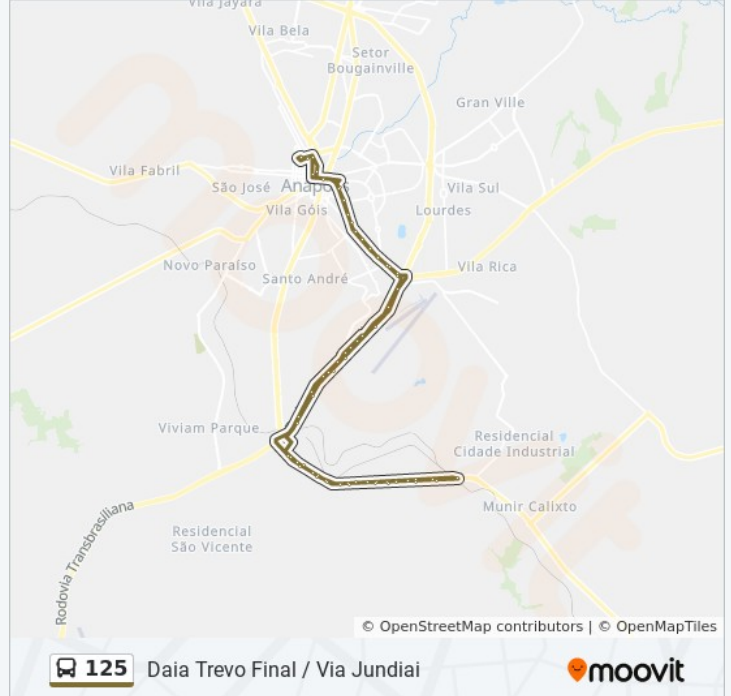 Vila Jayara
Vila Bela
Setor
Bougainville
Gran Ville
Vila Fabril
São José
Anápolis
Vila Sul
Vila Góis
Lourdes
Novo Paraíso
Santo André
Vila Rica
Viviam Parque
Residencial
Cidade Industrial
Munir Calixto
Residencial
São Vicente
Rodovia Transbrasiliana
moovit
© OpenStreetMap contributors | © OpenMapTiles
125 Daia Trevo Final / Via Jundiai
moovit